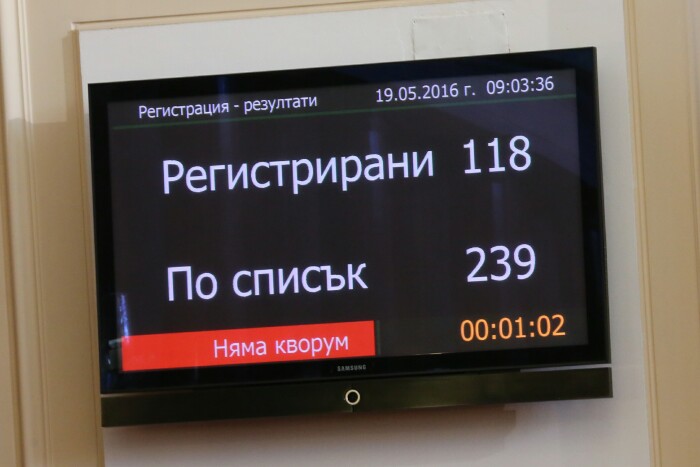 Регистрация - резултати 19.05.2016 г. 09:03:36
Регистрирани 118
По списък 239
Няма кворум 00:01:02
SAMSUNG